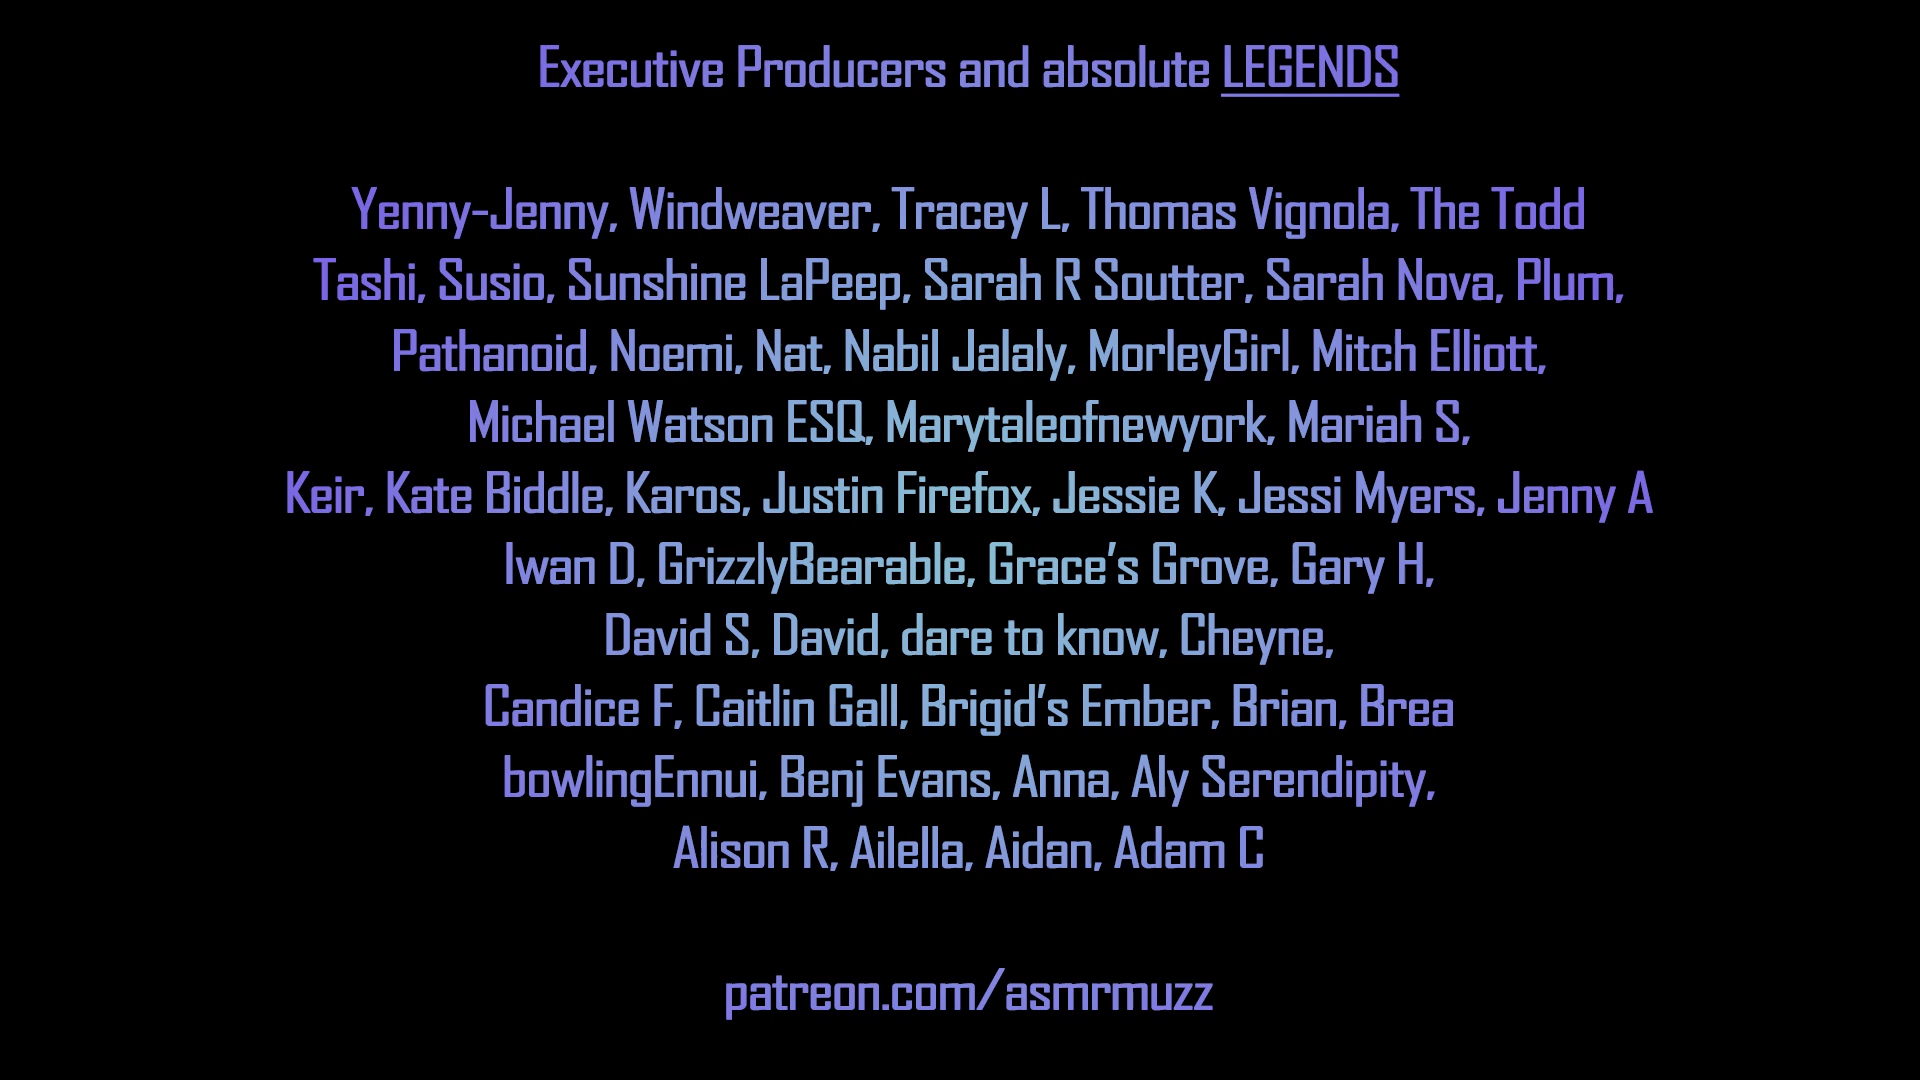 Executive Producers and absolute LEGENDS
Yenny-Jenny, Windweaver, Tracey L, Thomas Vignola, The Todd
Tashi, Susio, Sunshine LaPeep, Sarah R Soutter, Sarah Nova, Plum,
Pathanoid, Noemi, Nat, Nabil Jalaly, MorleyGirl, Mitch Elliott,
Michael Watson ESQ, Marytaleofnewyork, Mariah S,
Keir, Kate Biddle, Karos, Justin Firefox, Jessie K, Jessi Myers, Jenny A
Iwan D, GrizzlyBearable, Grace's Grove, Gary H,
David S, David, dare to know, Cheyne,
Candice F, Caitlin Gall, Brigid's Ember, Brian, Brea
bowlingEnnui, Benj Evans, Anna, Aly Serendipity,
Alison R, Ailella, Aidan, Adam C
patreon.com/asmrmuzz